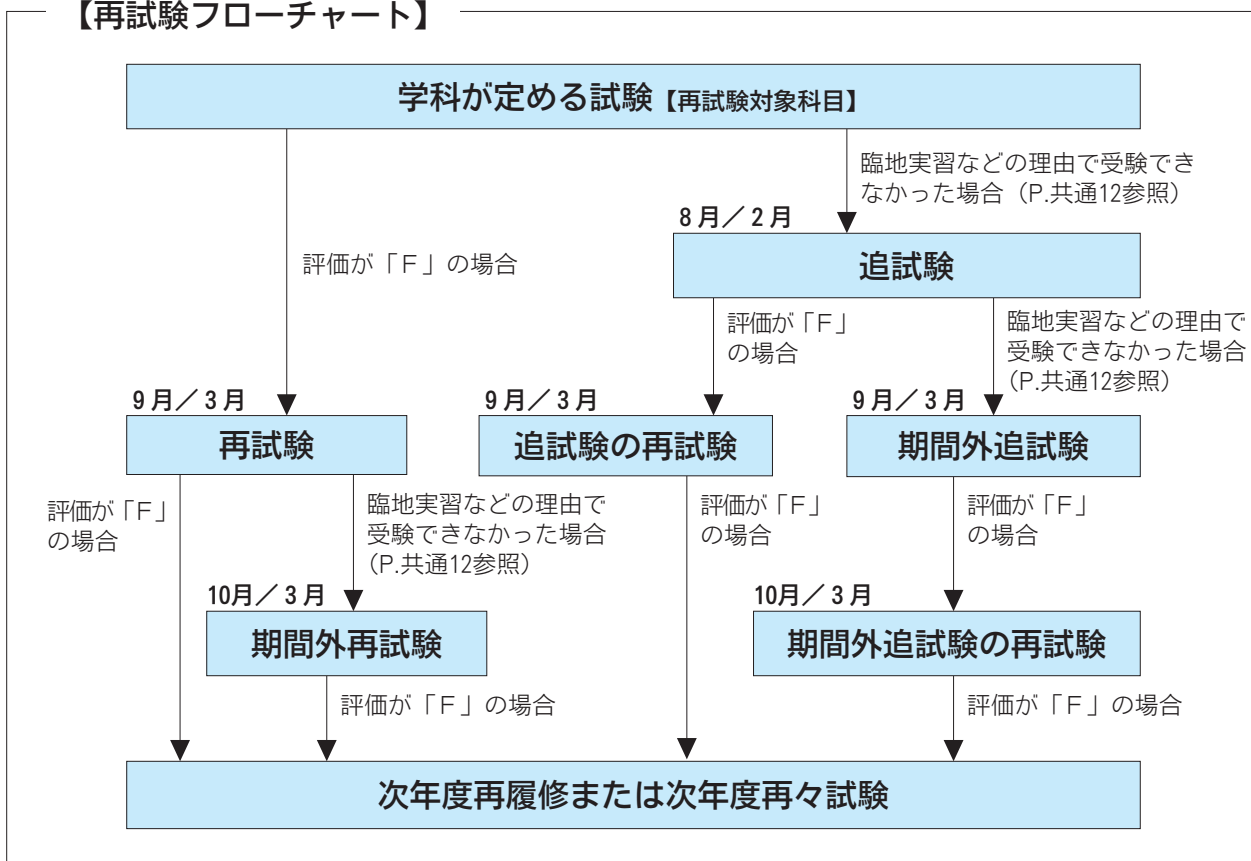 【再試験フローチャート】
学科が定める試験【再試験対象科目】
臨地実習などの理由で受験でき
なかった場合（P.共通12参照）
8月／2月
追試験
評価が「F」の場合
評価が「F」
の場合
臨地実習などの理由で
受験できなかった場合
（P.共通12参照）
9月／3月
再試験
9月／3月
追試験の再試験
9月／3月
期間外追試験
評価が「F」
の場合
臨地実習などの理由で
受験できなかった場合
（P.共通12参照）
評価が「F」
の場合
評価が「F」
の場合
10月／3月
期間外再試験
10月／3月
期間外追試験の再試験
評価が「F」の場合
評価が「F」の場合
次年度再履修または次年度再々試験